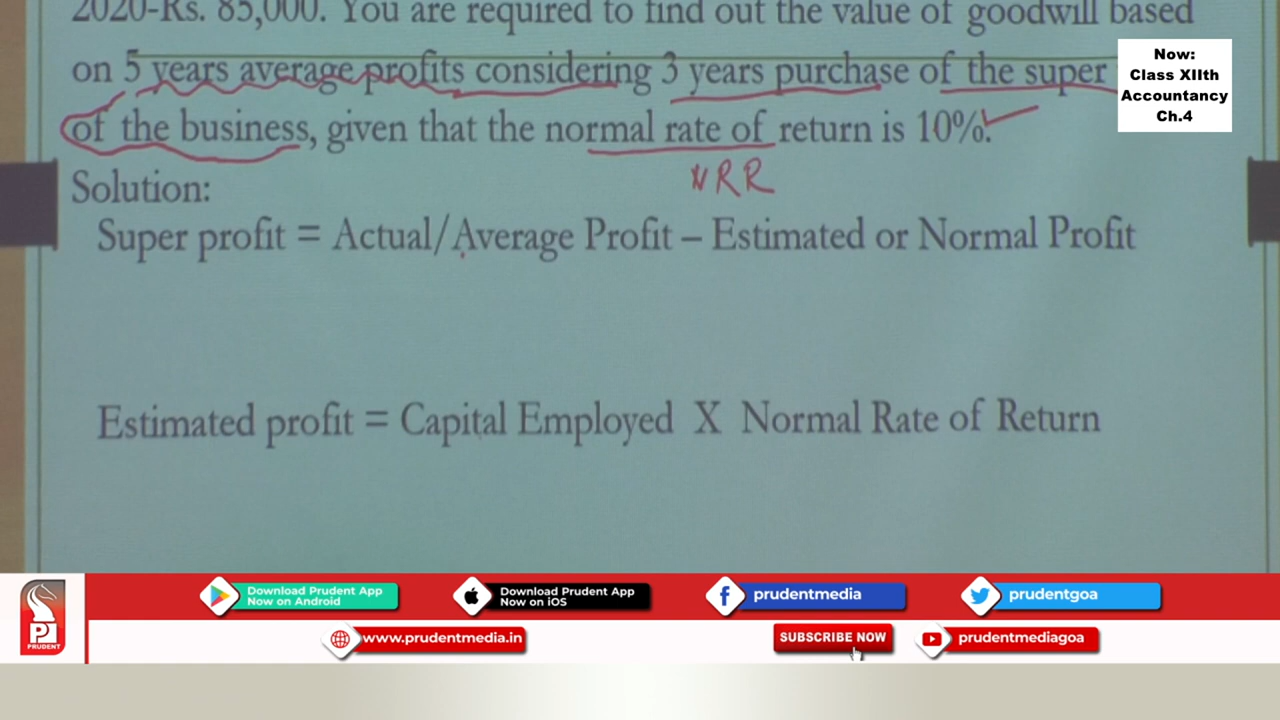 2020-Rs. 85,000. You are required to find out the value of goodwill based
on 5 years average profits considering 3 years purchase of the super
of the business, given that the normal rate of return is 10%.
NRR
Solution:
Super profit = Actual/Average Profit – Estimated or Normal Profit
Estimated profit = Capital Employed X Normal Rate of Return
Now:
Class XIIth
Accountancy
Ch.4
PRUDENT
Download Prudent App
Now on Android
Download Prudent App
Now on iOS
prudentmedia
prudentgoa
www.prudentmedia.in
SUBSCRIBE NOW
prudentmediagoa